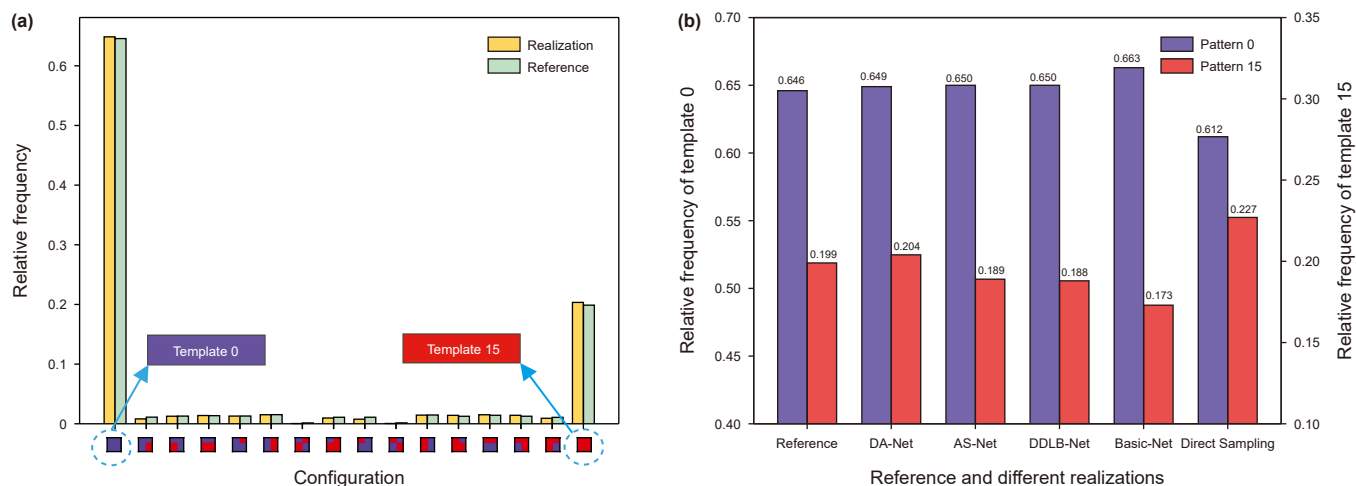 (a)
Relative frequency
0.6
0.5
0.4
0.3
0.2
0.1
0
Realization
Reference
Template 0
Template 15
Configuration
(b)
Relative frequency of template 0
0.70
0.65
0.60
0.55
0.50
0.45
0.40
Pattern 0
Pattern 15
0.646
0.199
0.649
0.204
0.650
0.189
0.650
0.188
0.663
0.173
0.612
0.227
0.35
0.30
0.25
0.20
0.15
0.10
Relative frequency of template 15
Reference
DA-Net
AS-Net
DDLB-Net
Basic-Net
Direct Sampling
Reference and different realizations